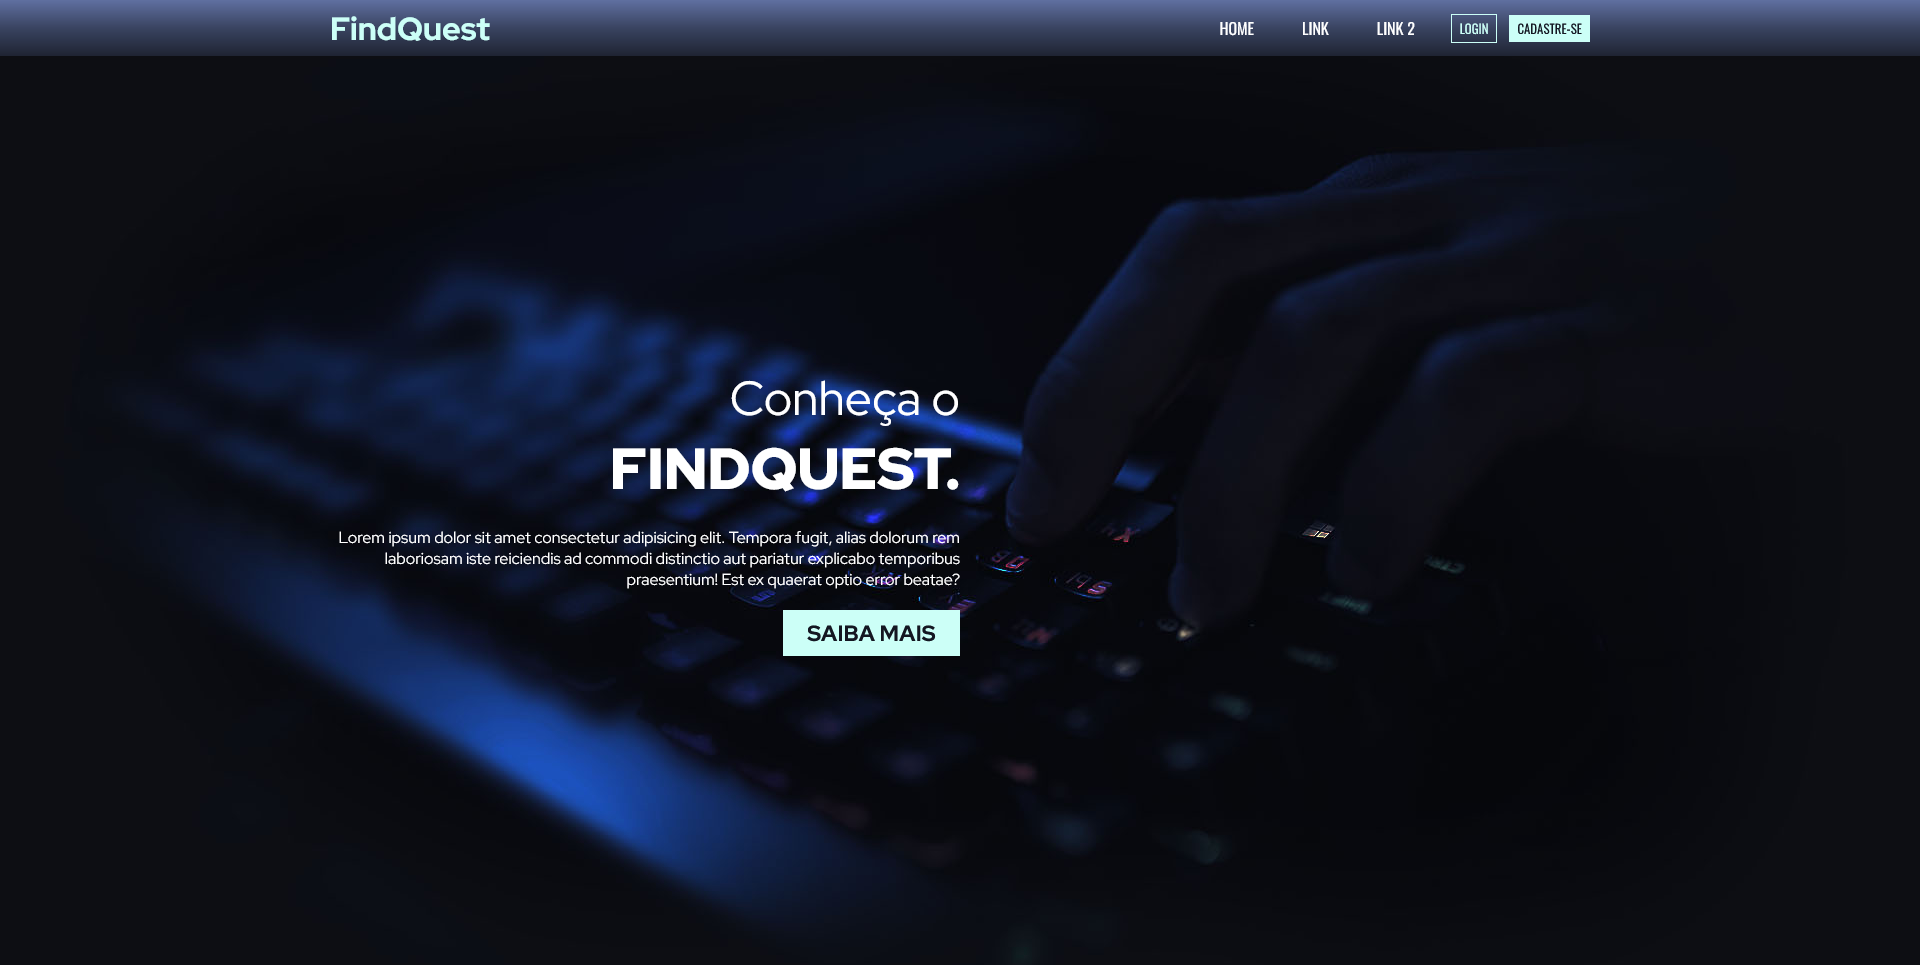 FindQuest
HOME LINK LINK 2 LOGIN CADASTRE-SE
Conheça o
FINDQUEST.
Lorem ipsum dolor sit amet consectetur adipisicing elit. Tempora fugit, alias dolorum rem
laboriosam iste reiciendis ad commodi distinctio aut pariatur explicabo temporibus
praesentium! Est ex quaerat optio error beatae?
SAIBA MAIS